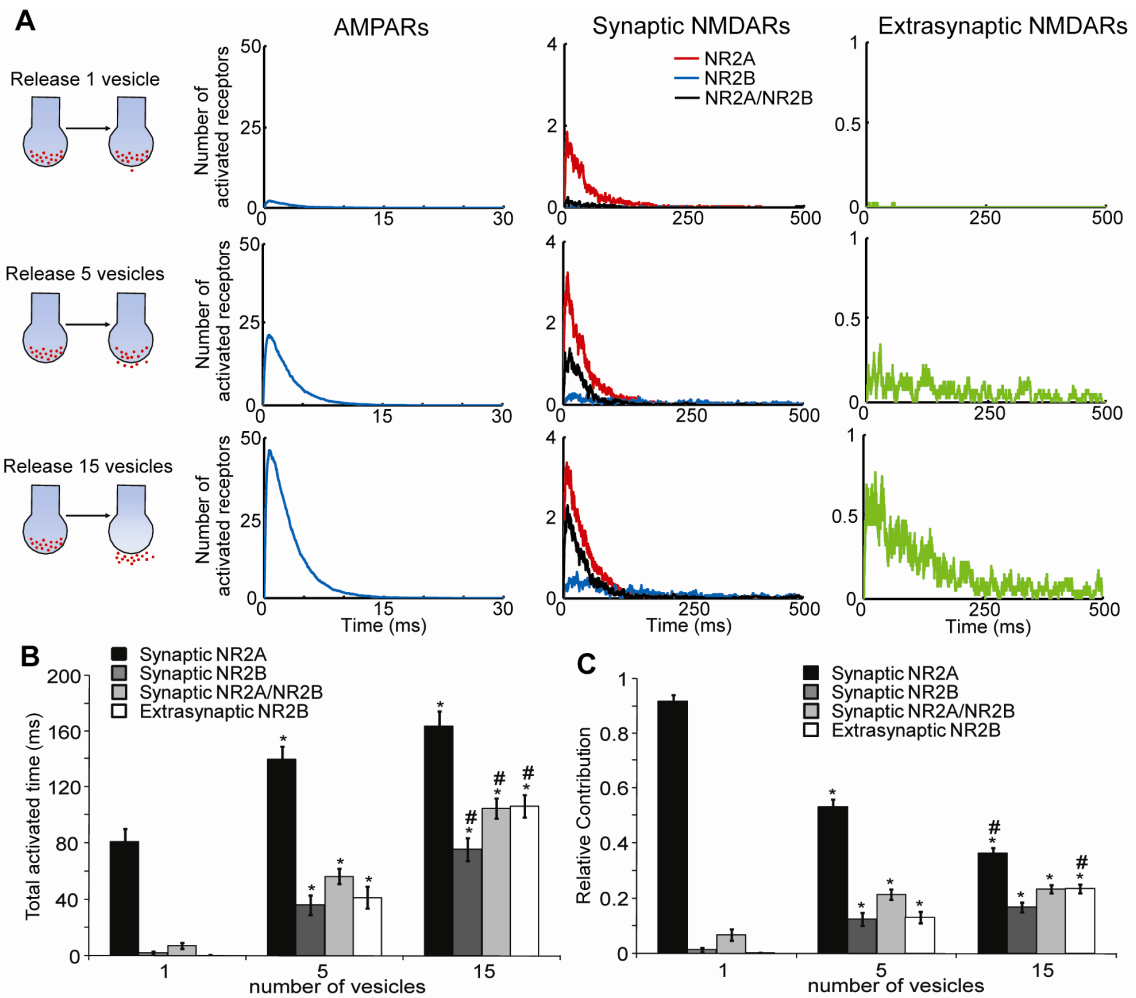 A
AMPARs
Synaptic NMDARs
Extrasynaptic NMDARs
Release 1 vesicle
Number of
activated receptors
50
25
0
0 15 30
4
2
0
0 250 500
NR2A
NR2B
NR2A/NR2B
1
0.5
0
0 250 500
Release 5 vesicles
Number of
activated receptors
50
25
0
0 15 30
4
2
0
0 250 500
1
0.5
0
0 250 500
Release 15 vesicles
Number of
activated receptors
50
25
0
0 15 30
Time (ms)
4
2
0
0 250 500
Time (ms)
1
0.5
0
0 250 500
Time (ms)
B
Synaptic NR2A
Synaptic NR2B
Synaptic NR2A/NR2B
Extrasynaptic NR2B
Total activated time (ms)
200
160
120
80
40
0
* * * * * # * # * # *
1 5 15
number of vesicles
C
Synaptic NR2A
Synaptic NR2B
Synaptic NR2A/NR2B
Extrasynaptic NR2B
Relative Contribution
1
0.8
0.6
0.4
0.2
0
* * * * # * * * # *
1 5 15
number of vesicles